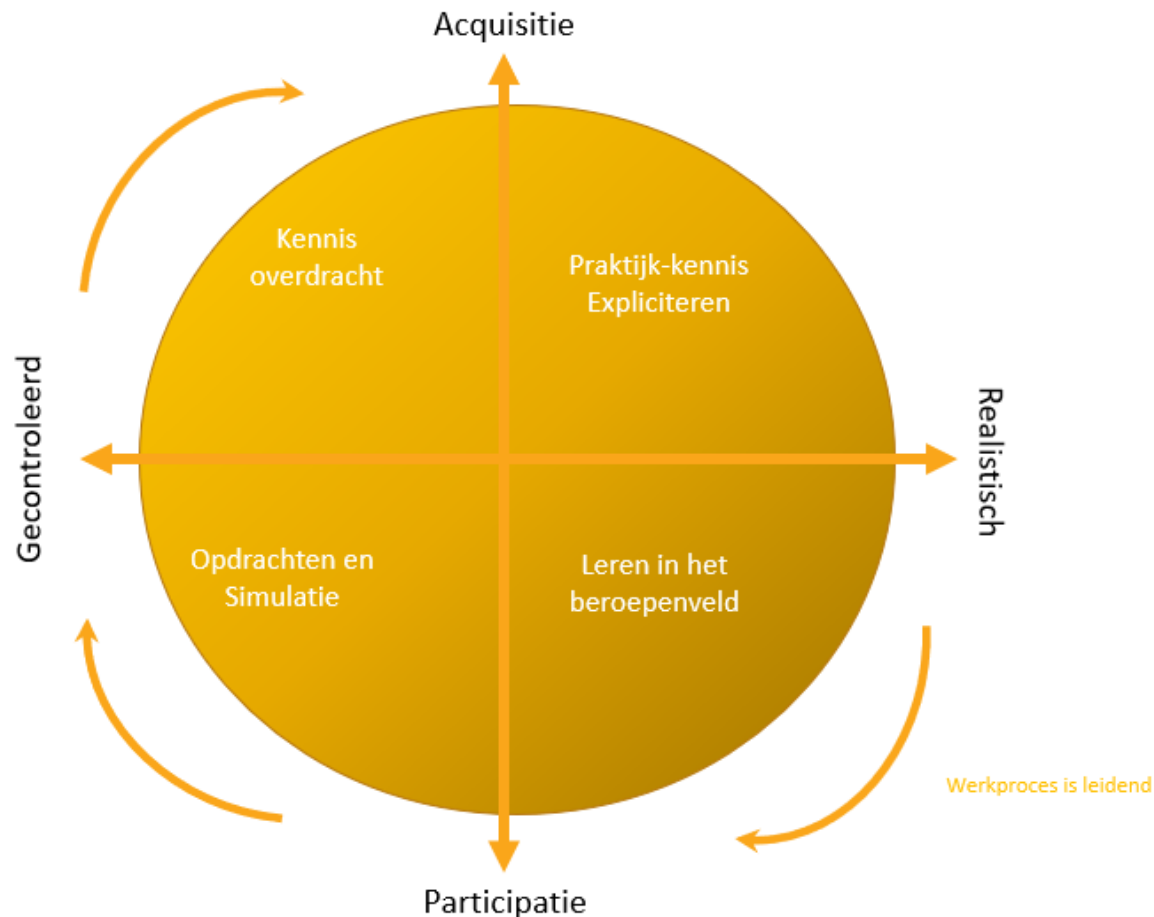 Acquisitie
Kennis
overdracht
Praktijk-kennis
Expliciteren
Gecontroleerd
Realistisch
Opdrachten en
Simulatie
Leren in het
beroepenveld
Werkproces is leidend
Participatie